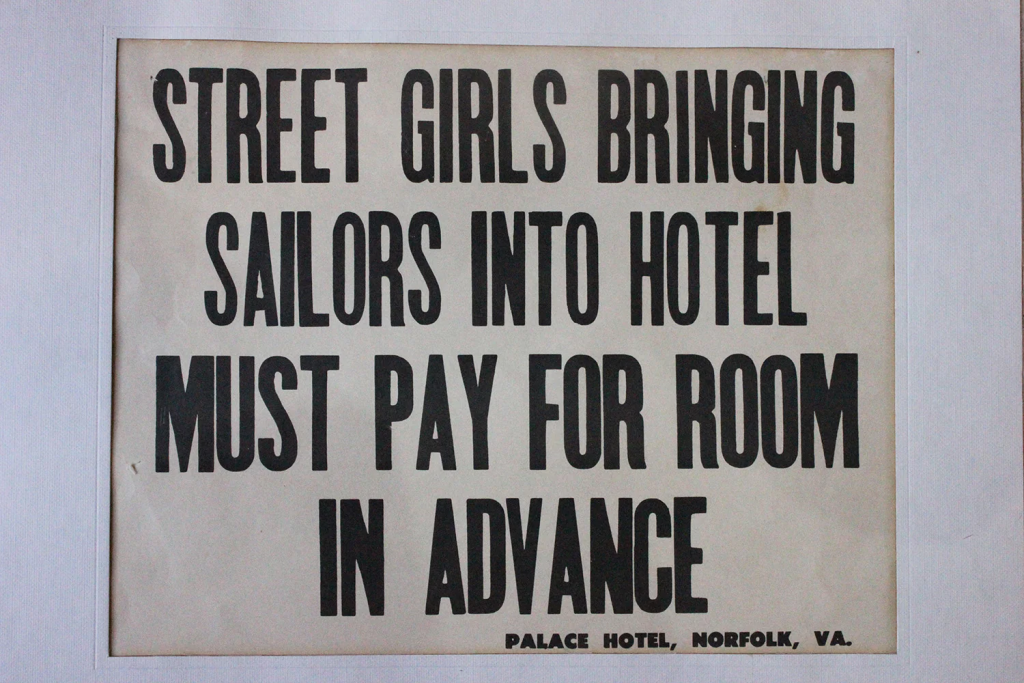 STREET GIRLS BRINGING
SAILORS INTO HOTEL
MUST PAY FOR ROOM
IN ADVANCE
PALACE HOTEL, NORFOLK, VA.